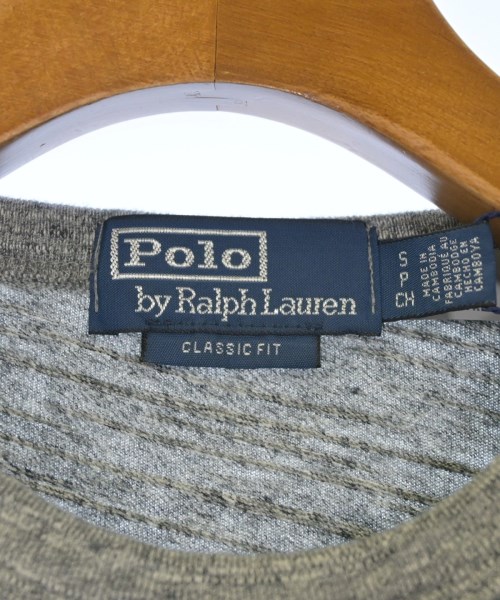 Polo
by Ralph Lauren
CLASSIC FIT
S
P
CH
MADE IN
CAMBODIA
FABRIQUÉ AU
CAMBODGE
HECHO EN
CAMBOYA